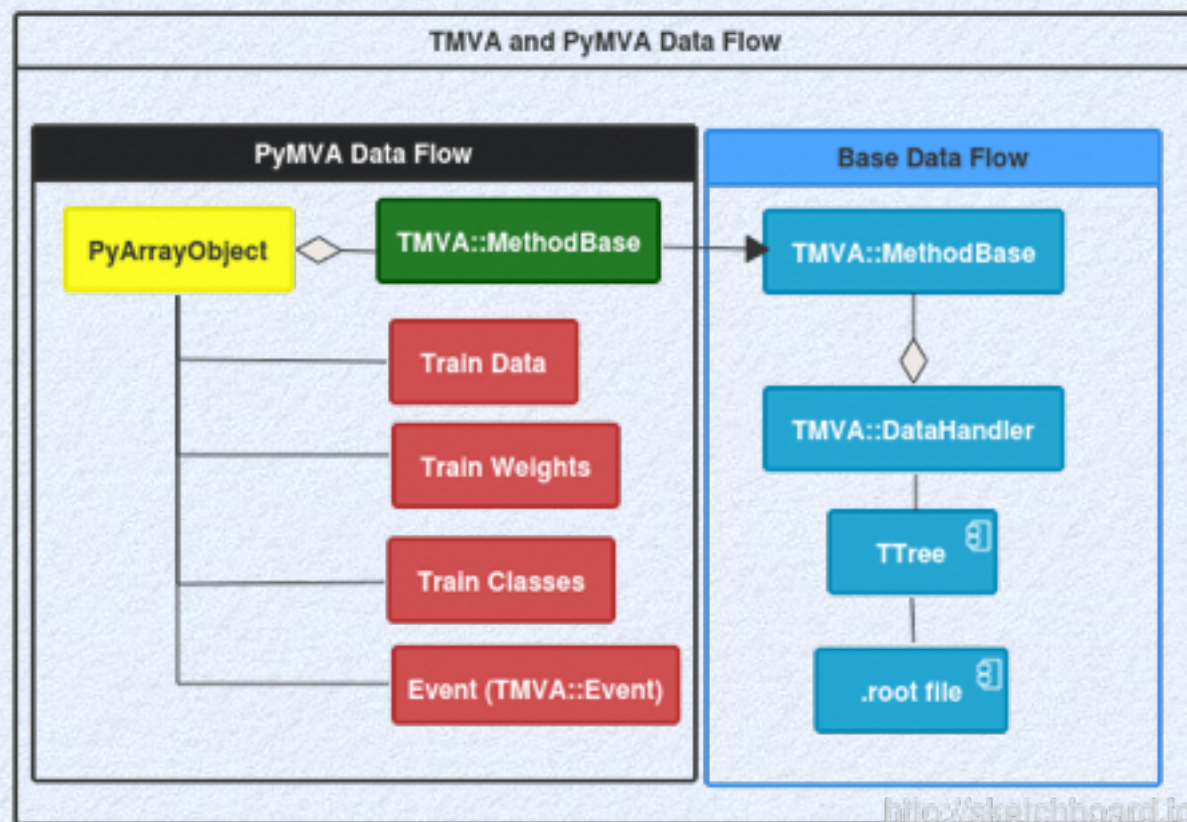 TMVA and PyMVA Data Flow
PyMVA Data Flow
PyArrayObject
TMVA::MethodBase
Train Data
Train Weights
Train Classes
Event (TMVA::Event)
Base Data Flow
TMVA::MethodBase
TMVA::DataHandler
TTree
.root file